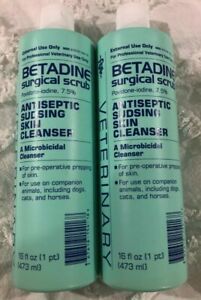 External Use Only
For Professional Veterinary Use
BETADINE
surgical scrub
Povidone-iodine, 7.5%
ANTISEPTIC
SUDSING
SKIN
CLEANSER
A Microbicidal
Cleanser
• For pre-operative prepping
of skin.
• For use on companion
animals, including dogs,
cats, and horses.
16 fl oz (1 pt)
(473 ml)
External Use Only
For Professional Veterinary Use Only
BETADINE
surgical scrub
Povidone-iodine, 7.5%
ANTISEPTIC
SUDSING
SKIN
CLEANSER
A Microbicidal
Cleanser
• For pre-operative prepping
of skin.
• For use on companion
animals, including dogs,
cats, and horses.
16 fl oz (1 pt)
(473 ml)
VETERINARY